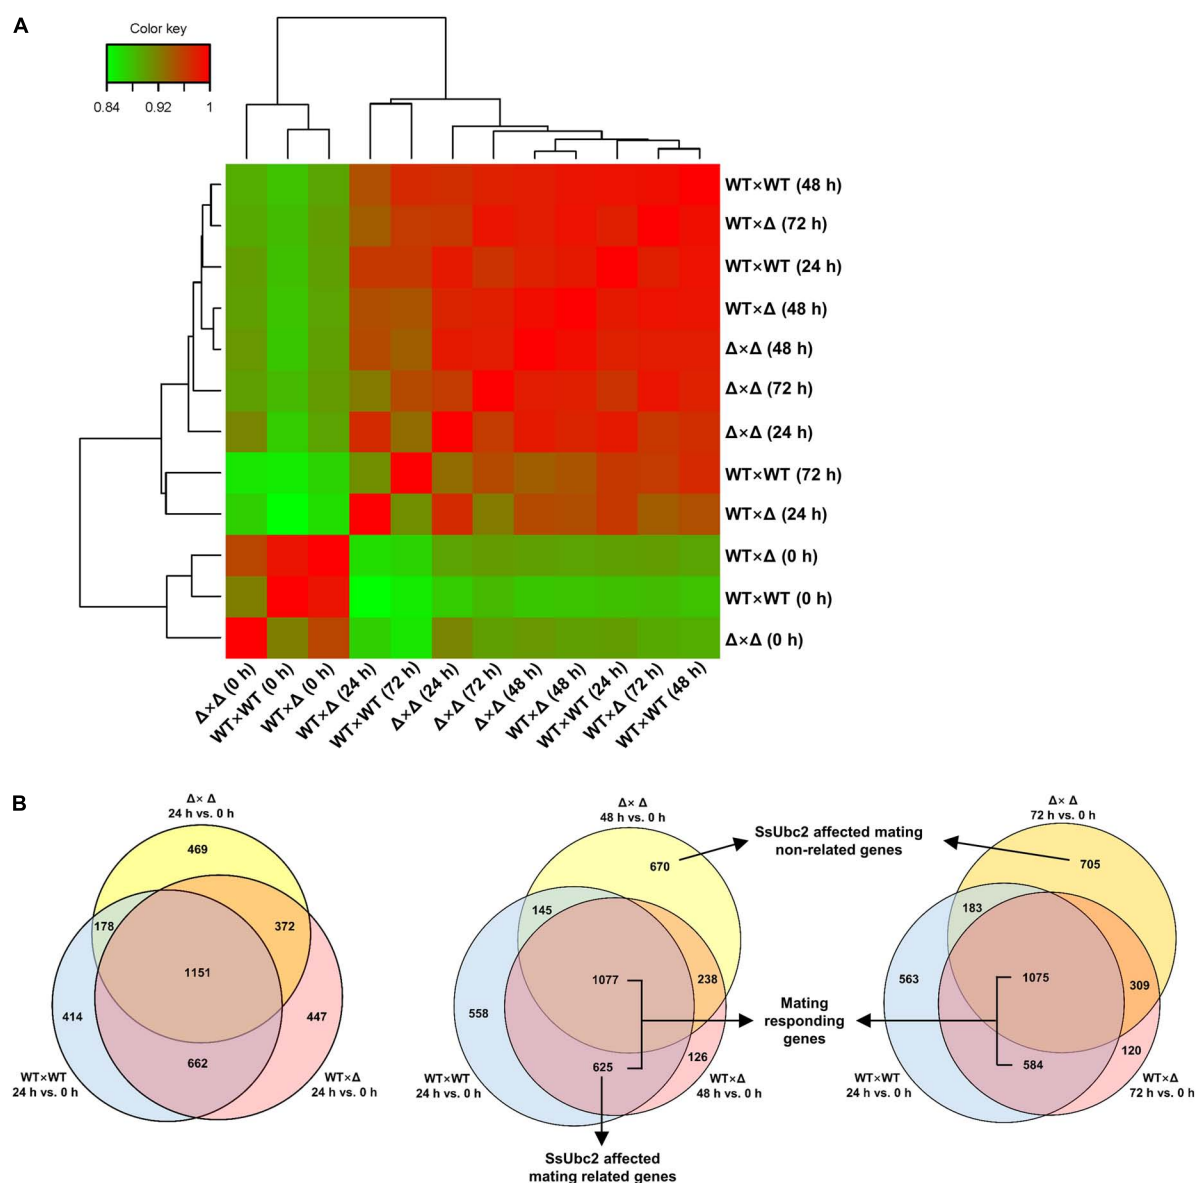 A
Color key
0.84 0.92 1
WT×WT (48 h)
WT×Δ (72 h)
WT×WT (24 h)
WT×Δ (48 h)
Δ×Δ (48 h)
Δ×Δ (72 h)
Δ×Δ (24 h)
WT×WT (72 h)
WT×Δ (24 h)
WT×Δ (0 h)
WT×WT (0 h)
Δ×Δ (0 h)
Δ×Δ (0 h)
WT×WT (0 h)
WT×Δ (0 h)
WT×Δ (24 h)
WT×WT (72 h)
Δ×Δ (24 h)
Δ×Δ (72 h)
Δ×Δ (48 h)
WT×Δ (48 h)
WT×WT (24 h)
WT×Δ (72 h)
WT×WT (48 h)
B
Δ× Δ
24 h vs. 0 h
469
178
372
1151
414
447
662
WT×WT
24 h vs. 0 h
WT×Δ
24 h vs. 0 h
Δ× Δ
48 h vs. 0 h
670
145
1077
238
558
625
126
WT×WT
24 h vs. 0 h
WT×Δ
48 h vs. 0 h
SsUbc2 affected mating
non-related genes
Mating
responding
genes
SsUbc2 affected
mating related genes
Δ× Δ
72 h vs. 0 h
705
183
1075
309
563
584
120
WT×WT
24 h vs. 0 h
WT×Δ
72 h vs. 0 h